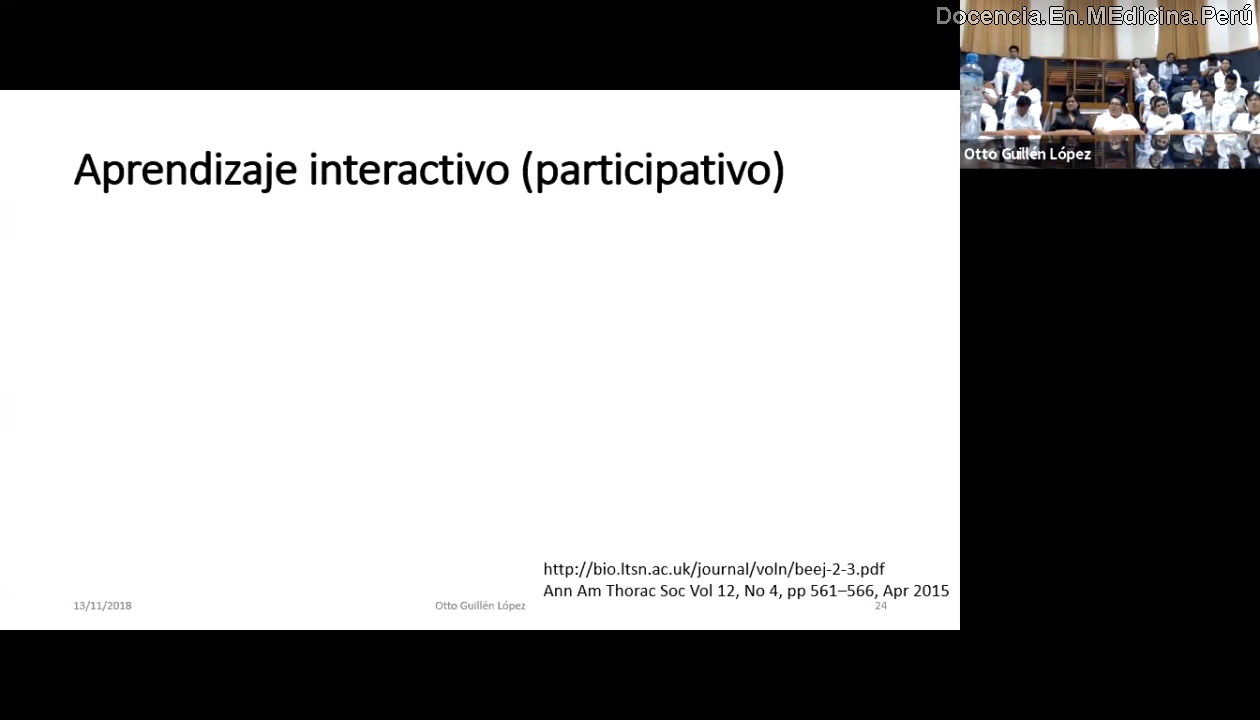 Docencia.En.MEdicina.Perú
Otto Guillén López
Aprendizaje interactivo (participativo)
http://bio.ltsn.ac.uk/journal/voln/beej-2-3.pdf
Ann Am Thorac Soc Vol 12, No 4, pp 561–566, Apr 2015
13/11/2018
Otto Guillén López
24